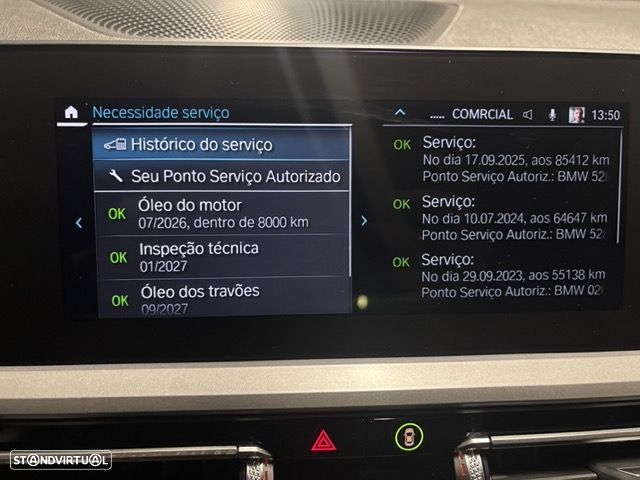 Necessidade serviço
..... COMRCIAL 13:50
Histórico do serviço
Seu Ponto Serviço Autorizado
OK Óleo do motor
07/2026, dentro de 8000 km
OK Inspeção técnica
01/2027
OK Óleo dos travões
09/2027
OK Serviço:
No dia 17.09.2025, aos 85412 km
Ponto Serviço Autoriz.: BMW 52
OK Serviço:
No dia 10.07.2024, aos 64647 km
Ponto Serviço Autoriz.: BMW 52
OK Serviço:
No dia 29.09.2023, aos 55138 km
Ponto Serviço Autoriz.: BMW 02
STANDVIRTUAL